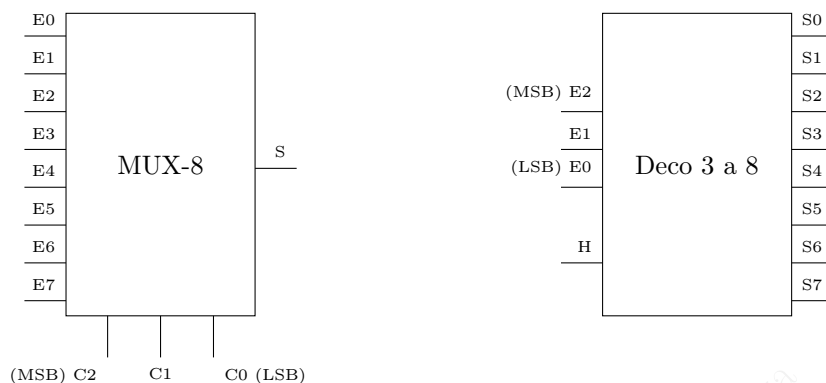 E0
E1
E2
E3
E4
E5
E6
E7
MUX-8
S
(MSB) C2
C1
C0 (LSB)
(MSB) E2
E1
(LSB) E0
H
Deco 3 a 8
S0
S1
S2
S3
S4
S5
S6
S7